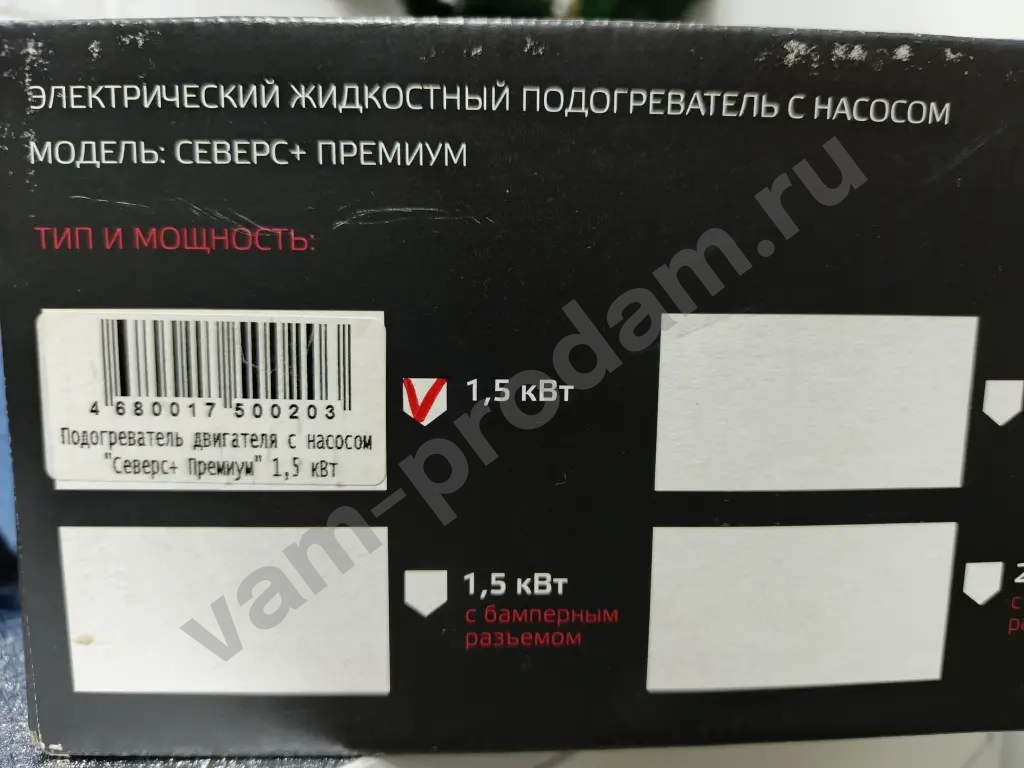 ЭЛЕКТРИЧЕСКИЙ ЖИДКОСТНЫЙ ПОДОГРЕВАТЕЛЬ С НАСОСОМ
МОДЕЛЬ: СЕВЕРС+ ПРЕМИУМ
ТИП И МОЩНОСТЬ:
4 680017 500203
Подогреватель двигателя с насосом
"Северс+ Премиум" 1,5 кВт
1,5 кВт
1,5 кВт
с бамперным
разъемом
2
с
vam-prodam.ru